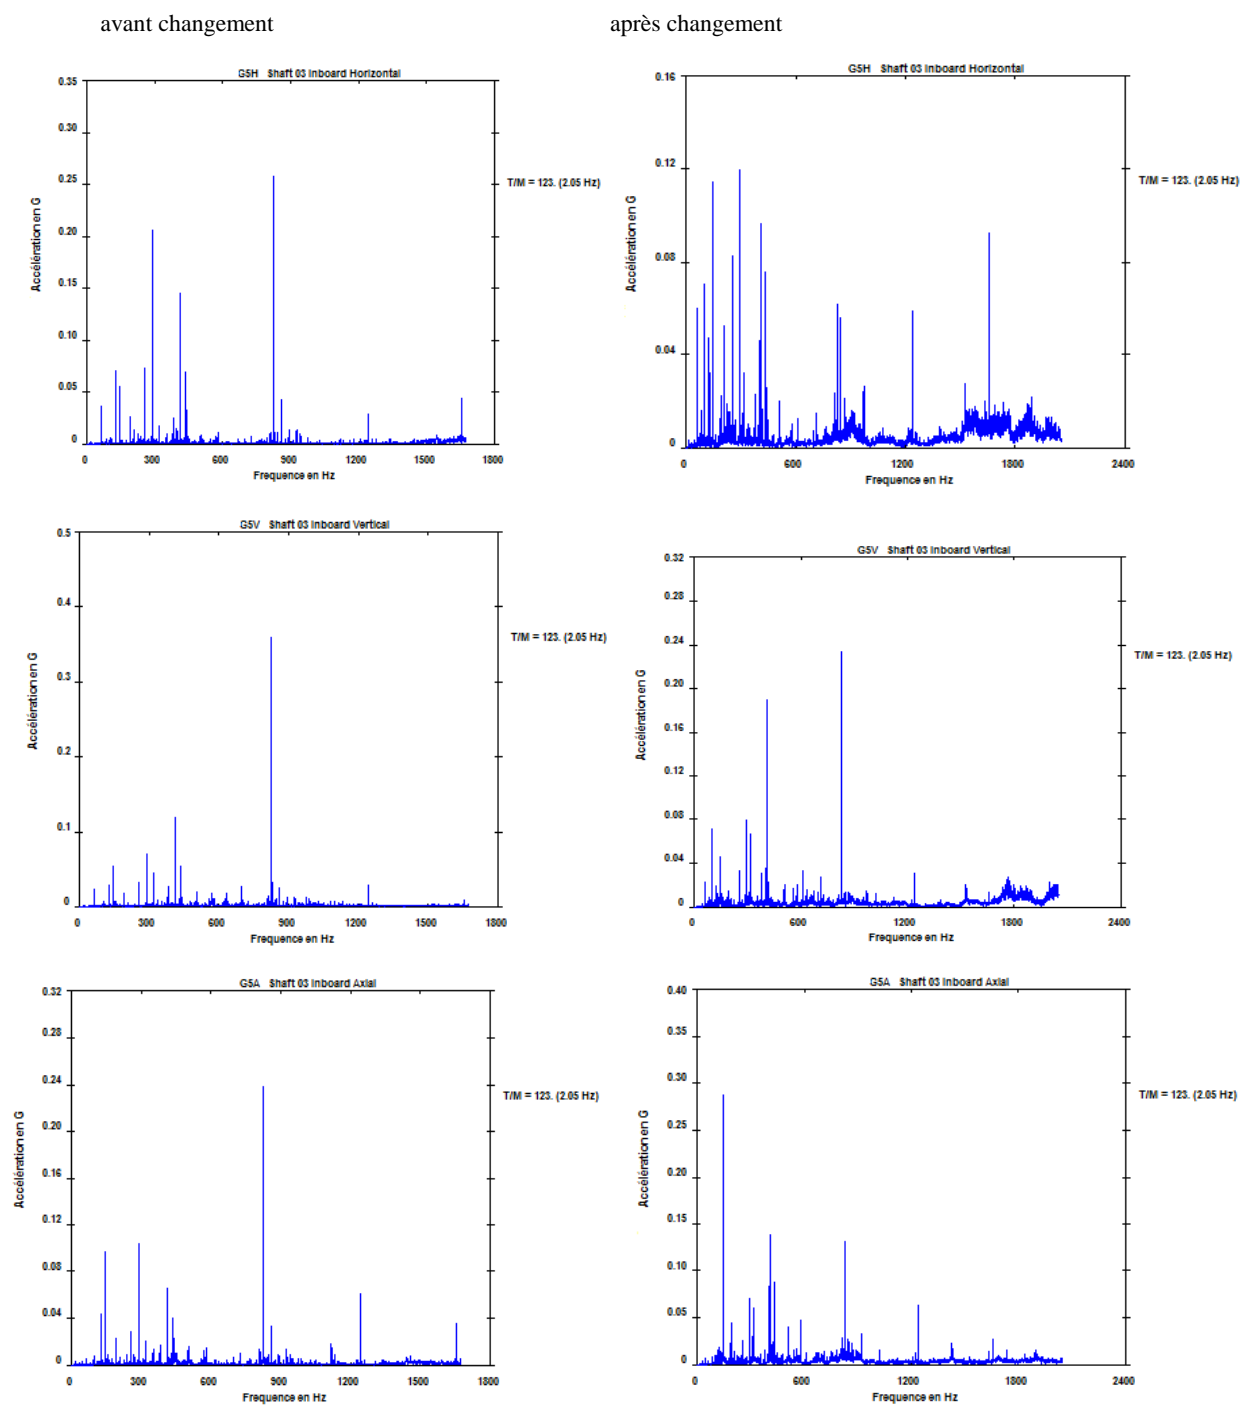 avant changement
après changement
G5H Shaft 03 Inboard Horizontal
0.35
0.30
0.25
0.20
0.15
0.10
0.05
0
Accélération en G
0 300 600 900 1200 1500 1800
Frequence en Hz
T/M = 123. (2.05 Hz)
G5H Shaft 03 Inboard Horizontal
0.16
0.12
0.08
0.04
0
Accélération en G
0 600 1200 1800 2400
Frequence en Hz
T/M = 123. (2.05 Hz)
G5V Shaft 03 Inboard Vertical
0.5
0.4
0.3
0.2
0.1
0
Accélération en G
0 300 600 900 1200 1500 1800
Frequence en Hz
T/M = 123. (2.05 Hz)
G5V Shaft 03 Inboard Vertical
0.32
0.28
0.24
0.20
0.16
0.12
0.08
0.04
0
Accélération en G
0 600 1200 1800 2400
Frequence en Hz
T/M = 123. (2.05 Hz)
G5A Shaft 03 Inboard Axial
0.32
0.28
0.24
0.20
0.16
0.12
0.08
0.04
0
Accélération en G
0 300 600 900 1200 1500 1800
Frequence en Hz
T/M = 123. (2.05 Hz)
G5A Shaft 03 Inboard Axial
0.40
0.35
0.30
0.25
0.20
0.15
0.10
0.05
0
Accélération en G
0 600 1200 1800 2400
Frequence en Hz
T/M = 123. (2.05 Hz)